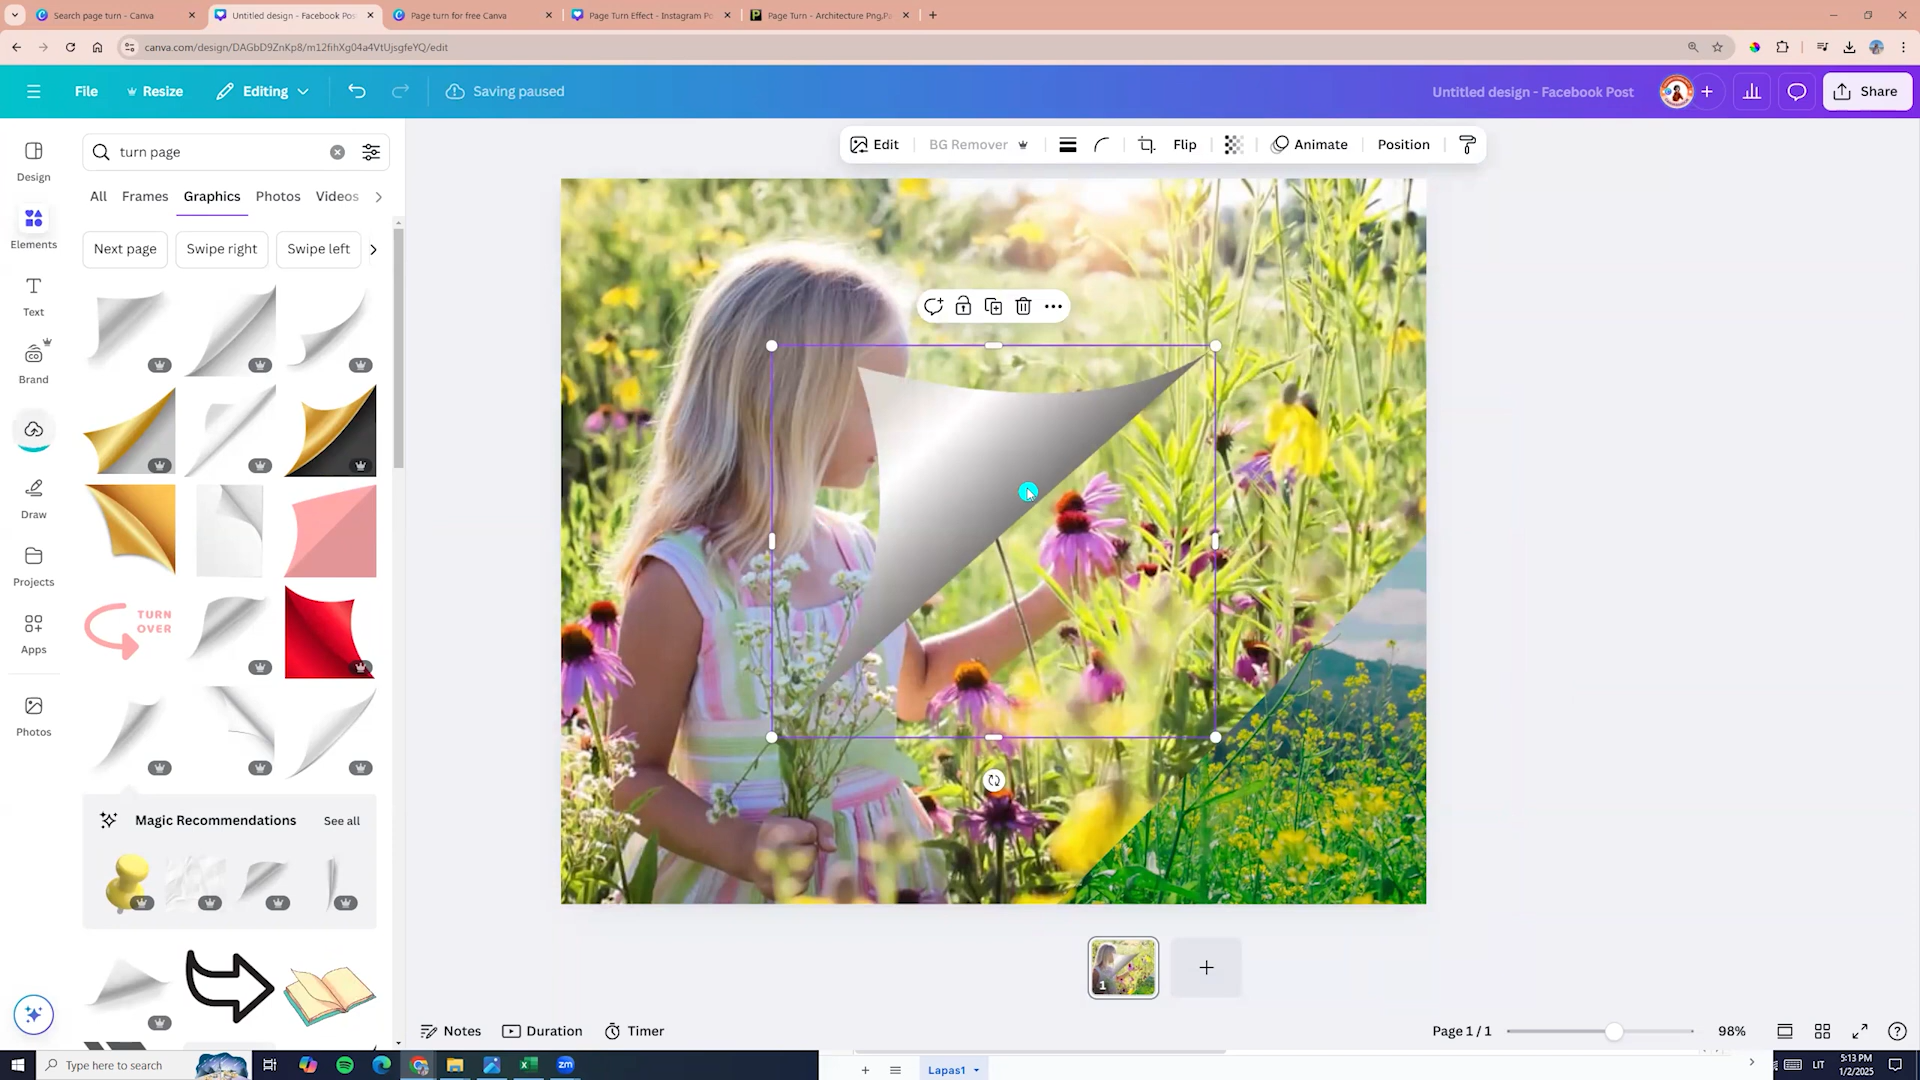 Search page turn - Canva
Untitled design - Facebook Pos
Page turn for free Canva
Page Turn Effect - Instagram Po
Page Turn - Architecture Png,Pa
canva.com/design/DAGbD9ZnKp8/m12fihXg04a4VtUjsgfeYQ/edit
File
Resize
Editing
Saving paused
Untitled design - Facebook Post
Share
Edit
BG Remover
Flip
Animate
Position
turn page
All
Frames
Graphics
Photos
Videos
Next page
Swipe right
Swipe left
Design
Elements
Text
Brand
Draw
Projects
Apps
Photos
TURN
OVER
Magic Recommendations
See all
1
Notes
Duration
Timer
Page 1 / 1
98%
Type here to search
Lapas1
LIT
5:13 PM
1/2/2025
zm